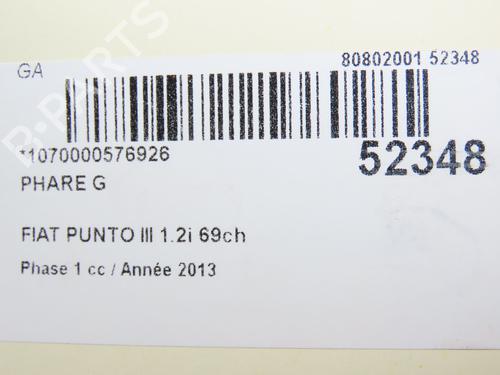 GA
80802001 52348
*1070000576926
52348
PHARE G
FIAT PUNTO III 1.2i 69ch
Phase 1 cc / Année 2013
B-PARTS